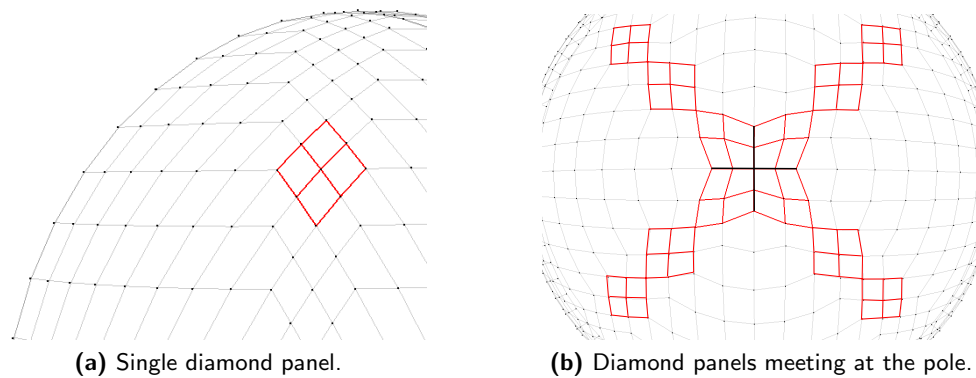 (a) Single diamond panel.
(b) Diamond panels meeting at the pole.